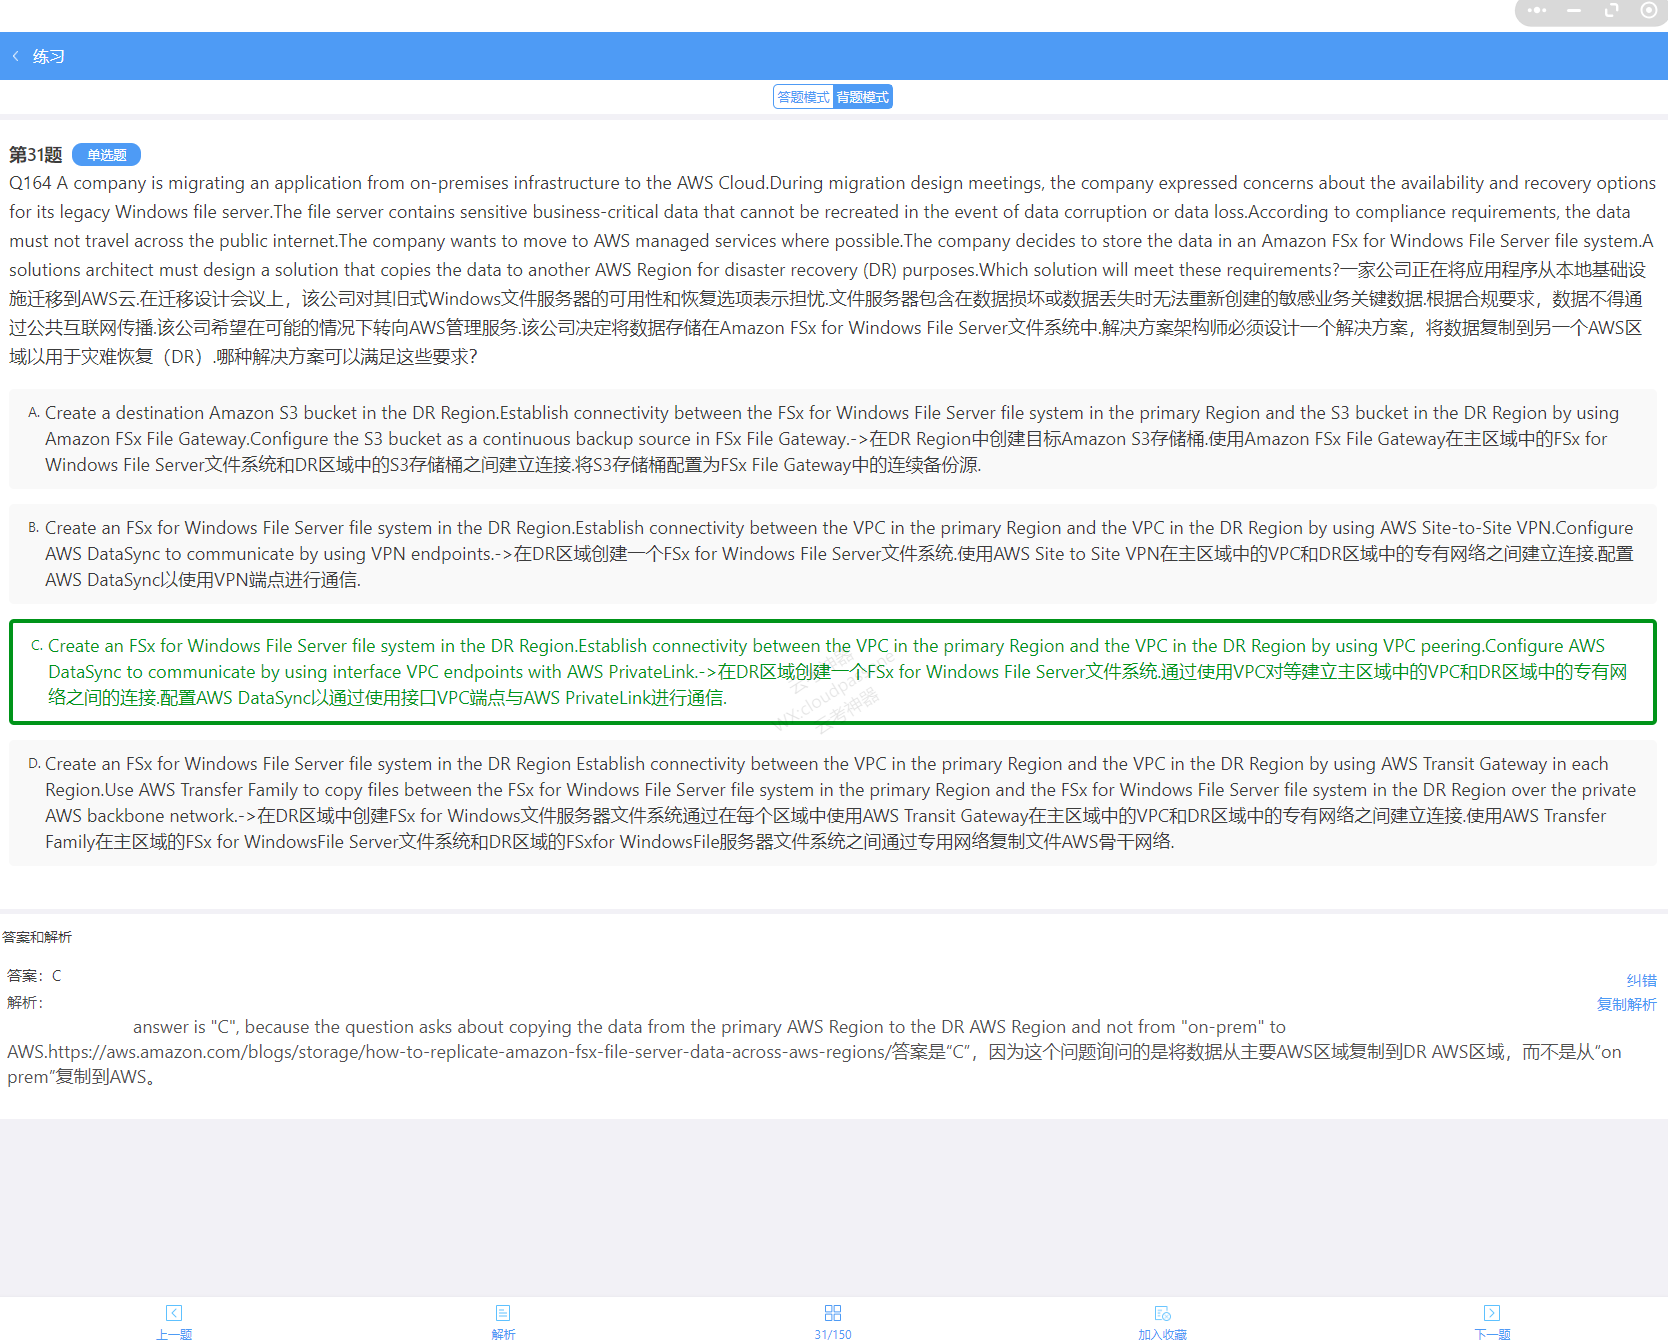 练习
答题模式 背题模式
第31题 单选题
Q164 A company is migrating an application from on-premises infrastructure to the AWS Cloud.During migration design meetings, the company expressed concerns about the availability and recovery options
for its legacy Windows file server.The file server contains sensitive business-critical data that cannot be recreated in the event of data corruption or data loss.According to compliance requirements, the data
must not travel across the public internet.The company wants to move to AWS managed services where possible.The company decides to store the data in an Amazon FSx for Windows File Server file system.A
solutions architect must design a solution that copies the data to another AWS Region for disaster recovery (DR) purposes.Which solution will meet these requirements?一家公司正在将应用程序从本地基础设
施迁移到AWS云.在迁移设计会议上，该公司对其旧式Windows文件服务器的可用性和恢复选项表示担忧.文件服务器包含在数据损坏或数据丢失时无法重新创建的敏感业务关键数据.根据合规要求，数据不得通
过公共互联网传播.该公司希望在可能的情况下转向AWS管理服务.该公司决定将数据存储在Amazon FSx for Windows File Server文件系统中.解决方案架构师必须设计一个解决方案，将数据复制到另一个AWS区
域以用于灾难恢复（DR）.哪种解决方案可以满足这些要求？
A. Create a destination Amazon S3 bucket in the DR Region.Establish connectivity between the FSx for Windows File Server file system in the primary Region and the S3 bucket in the DR Region by using
Amazon FSx File Gateway.Configure the S3 bucket as a continuous backup source in FSx File Gateway.->在DR Region中创建目标Amazon S3存储桶.使用Amazon FSx File Gateway在主区域中的FSx for
Windows File Server文件系统和DR区域中的S3存储桶之间建立连接.将S3存储桶配置为FSx File Gateway中的连续备份源.
B. Create an FSx for Windows File Server file system in the DR Region.Establish connectivity between the VPC in the primary Region and the VPC in the DR Region by using AWS Site-to-Site VPN.Configure
AWS DataSync to communicate by using VPN endpoints.->在DR区域创建一个FSx for Windows File Server文件系统.使用AWS Site to Site VPN在主区域中的VPC和DR区域中的专有网络之间建立连接.配置
AWS DataSync以使用VPN端点进行通信.
C. Create an FSx for Windows File Server file system in the DR Region.Establish connectivity between the VPC in the primary Region and the VPC in the DR Region by using VPC peering.Configure AWS
DataSync to communicate by using interface VPC endpoints with AWS PrivateLink.->在DR区域创建一个FSx for Windows File Server文件系统.通过使用VPC对等建立主区域中的VPC和DR区域中的专有网
络之间的连接.配置AWS DataSync以通过使用接口VPC端点与AWS PrivateLink进行通信.
云考神器
D. Create an FSx for Windows File Server file system in the DR Region Establish connectivity between the VPC in the primary Region and the VPC in the DR Region by using AWS Transit Gateway in each
Region.Use AWS Transfer Family to copy files between the FSx for Windows File Server file system in the primary Region and the FSx for Windows File Server file system in the DR Region over the private
AWS backbone network.->在DR区域中创建FSx for Windows文件服务器文件系统通过在每个区域中使用AWS Transit Gateway在主区域中的VPC和DR区域中的专有网络之间建立连接.使用AWS Transfer
Family在主区域的FSx for WindowsFile Server文件系统和DR区域的FSxfor WindowsFile服务器文件系统之间通过专用网络复制文件AWS骨干网络.
答案和解析
答案：C
纠错
解析：
复制解析
answer is "C", because the question asks about copying the data from the primary AWS Region to the DR AWS Region and not from "on-prem" to
AWS.https://aws.amazon.com/blogs/storage/how-to-replicate-amazon-fsx-file-server-data-across-aws-regions/答案是“C”，因为这个问题询问的是将数据从主要AWS区域复制到DR AWS区域，而不是从“on
prem”复制到AWS。
上一题 解析 31/150 加入收藏 下一题